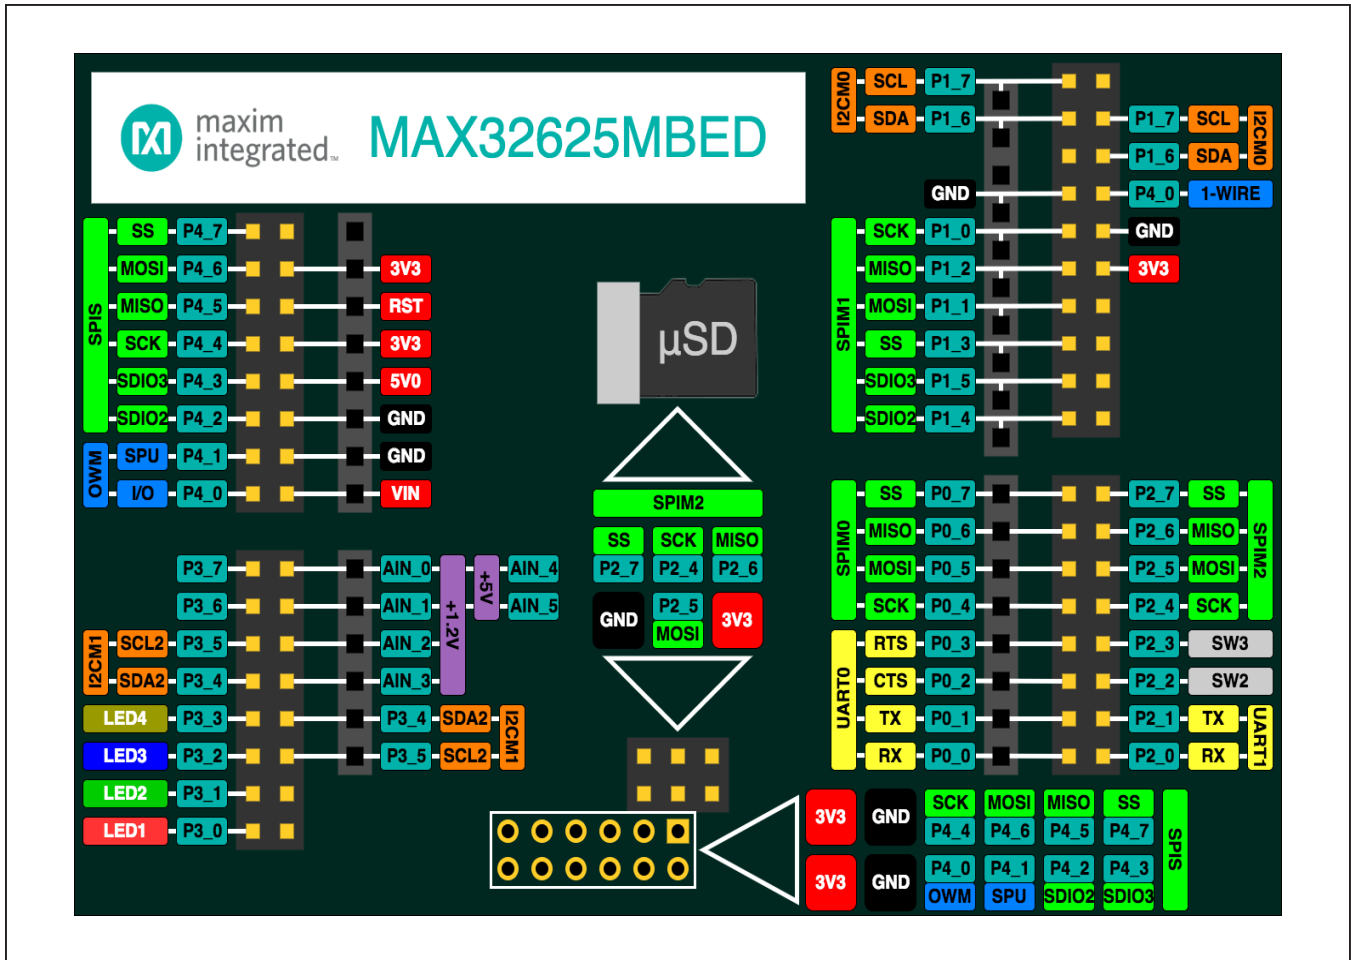 maxim
integrated™
MAX32625MBED
I2CM0 SCL P1_7
SDA P1_6
P1_7 SCL I2CM0
P1_6 SDA
GND
P4_0 1-WIRE
SPIM1 SCK P1_0
GND
MISO P1_2
3V3
MOSI P1_1
SS P1_3
SDIO3 P1_5
SDIO2 P1_4
SPIS SS P4_7
MOSI P4_6 3V3
MISO P4_5 RST
SCK P4_4 3V3
SDIO3 P4_3 5V0
SDIO2 P4_2 GND
OWM SPU P4_1 GND
I/O P4_0 VIN
µSD
SPIM2
SS SCK MISO
P2_7 P2_4 P2_6
GND P2_5 3V3
MOSI
SPIM0 SS P0_7 P2_7 SS SPIM2
MISO P0_6 P2_6 MISO
MOSI P0_5 P2_5 MOSI
SCK P0_4 P2_4 SCK
UART0 RTS P0_3 P2_3 SW3
CTS P0_2 P2_2 SW2
TX P0_1 P2_1 TX UART1
RX P0_0 P2_0 RX
P3_7 AIN_0 +1.2V +5V AIN_4
P3_6 AIN_1 AIN_5
I2CM1 SCL2 P3_5 AIN_2
SDA2 P3_4 AIN_3
LED4 P3_3 P3_4 SDA2 I2CM1
LED3 P3_2 P3_5 SCL2
LED2 P3_1
LED1 P3_0
3V3 GND SCK MOSI MISO SS SPIS
P4_4 P4_6 P4_5 P4_7
3V3 GND P4_0 P4_1 P4_2 P4_3
OWM SPU SDIO2 SDIO3